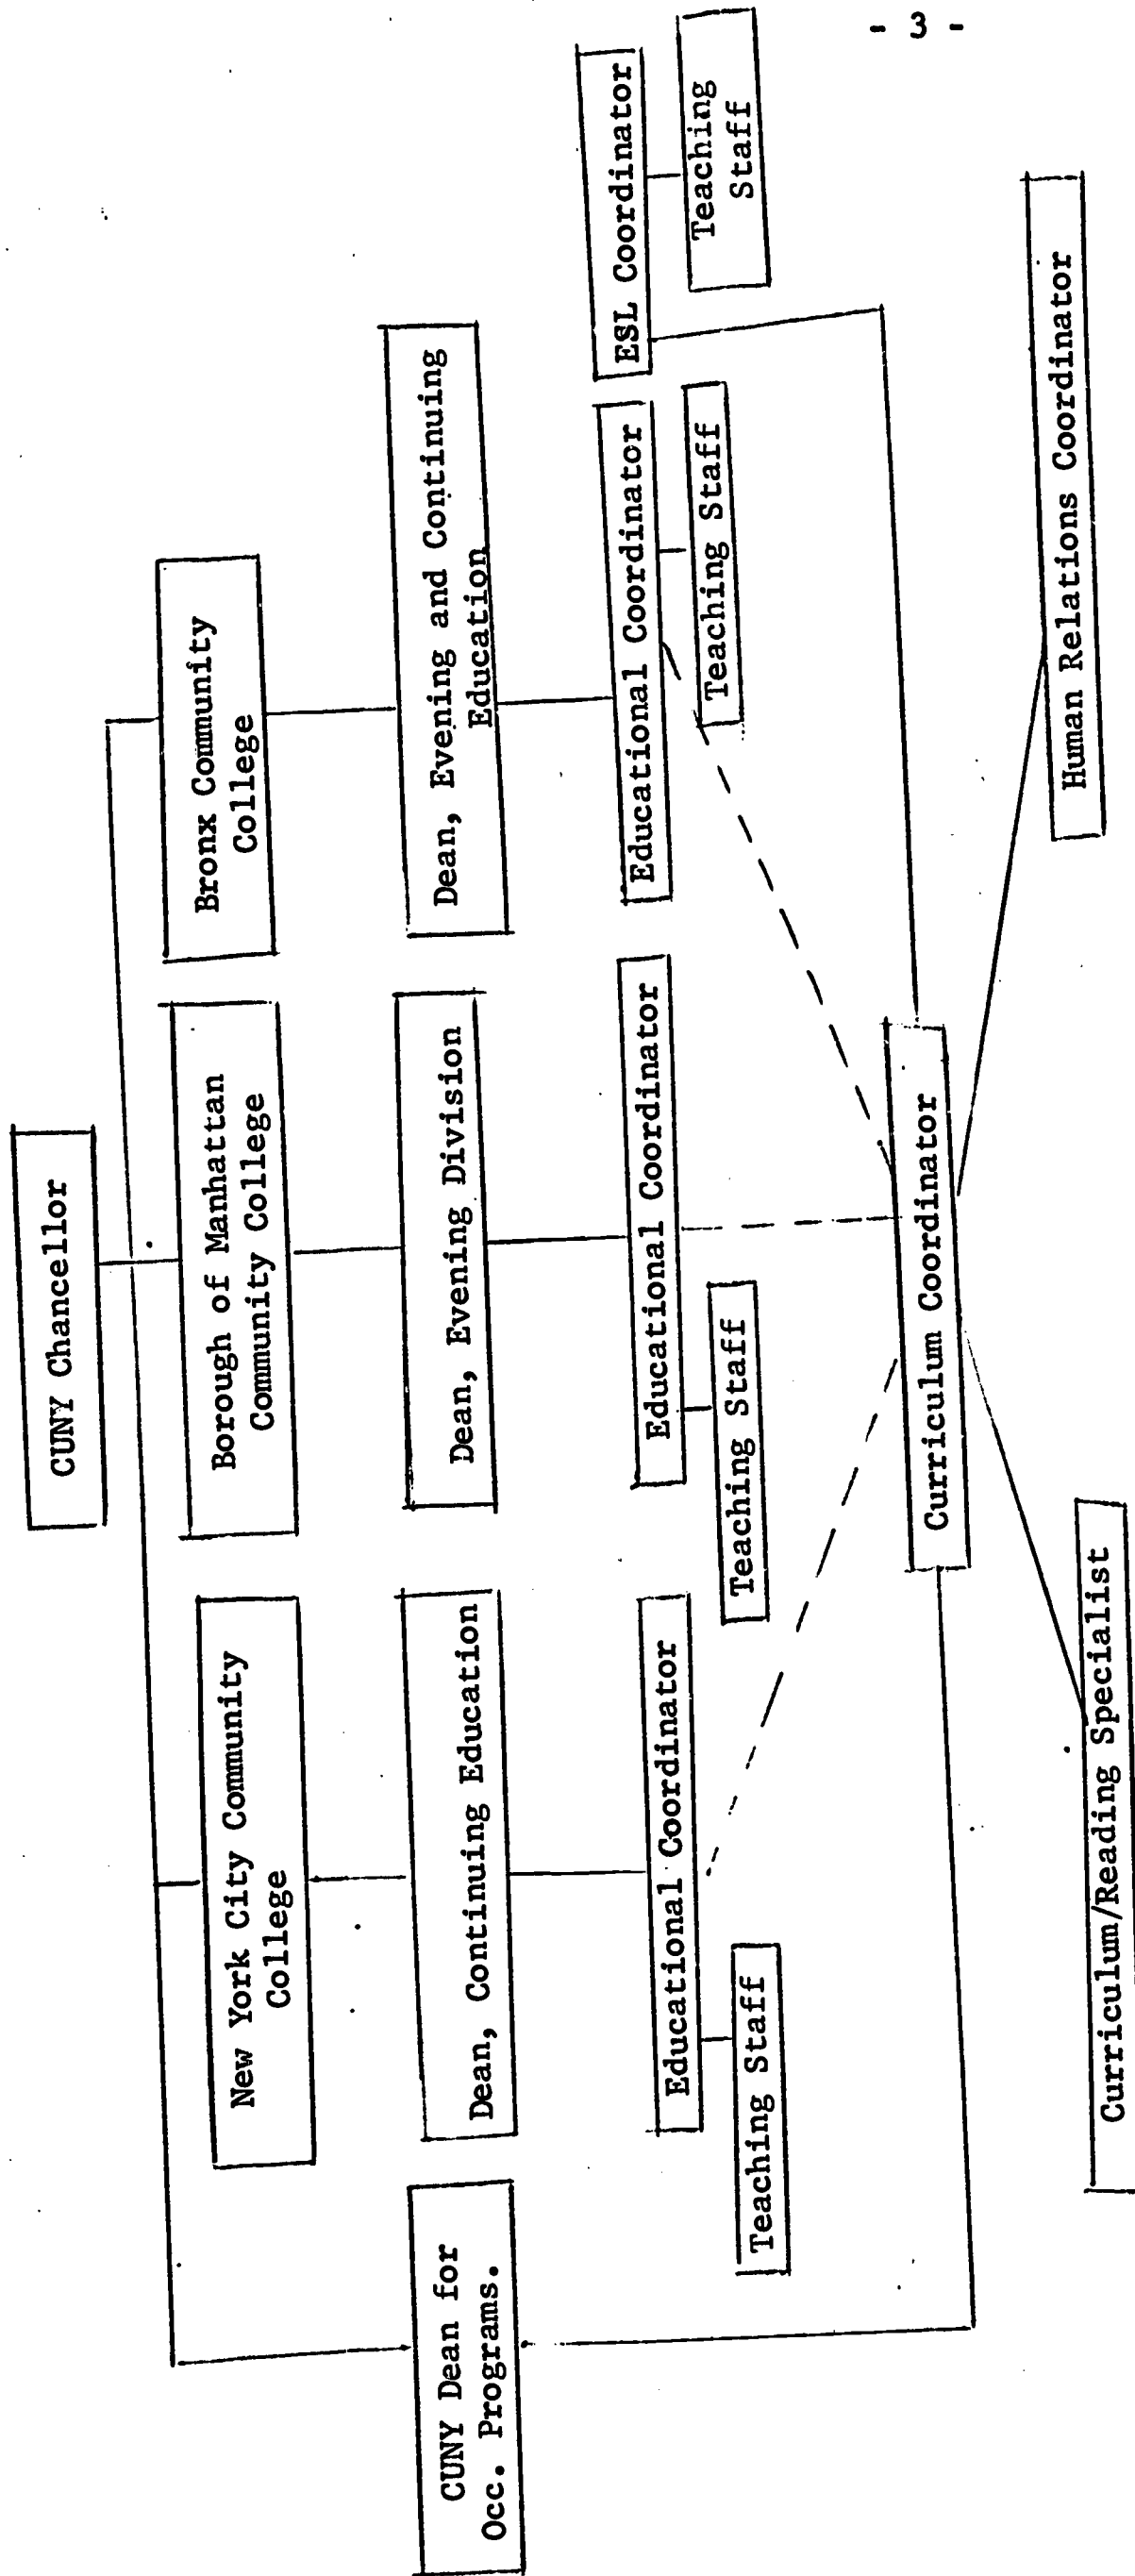 - 3 -
CUNY Chancellor
New York City Community
College
Borough of Manhattan
Community College
Bronx Community
College
CUNY Dean for
Occ. Programs.
Dean, Continuing Education
Dean, Evening Division
Dean, Evening and Continuing
Education
Educational Coordinator
Educational Coordinator
Educational Coordinator
ESL Coordinator
Teaching Staff
Teaching Staff
Teaching Staff
Teaching
Staff
Curriculum Coordinator
Curriculum/Reading Specialist
Human Relations Coordinator